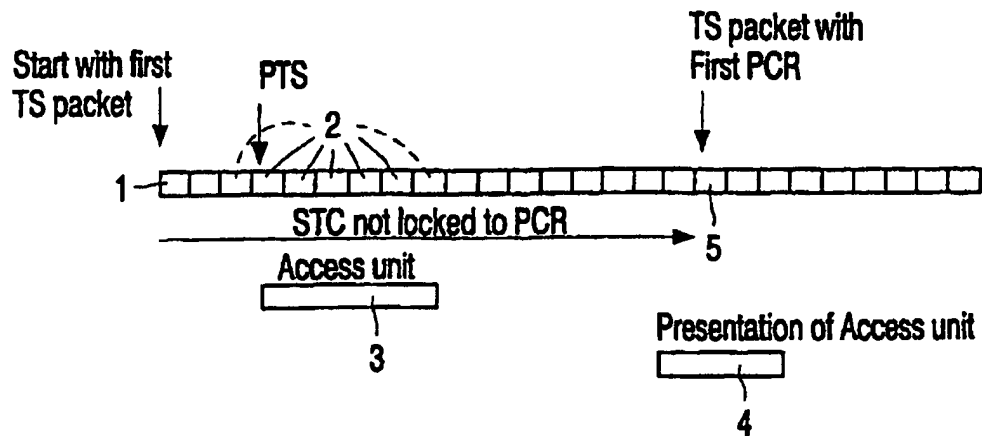 Start with first
TS packet
PTS
TS packet with
First PCR
2
1
STC not locked to PCR
5
Access unit
3
Presentation of Access unit
4